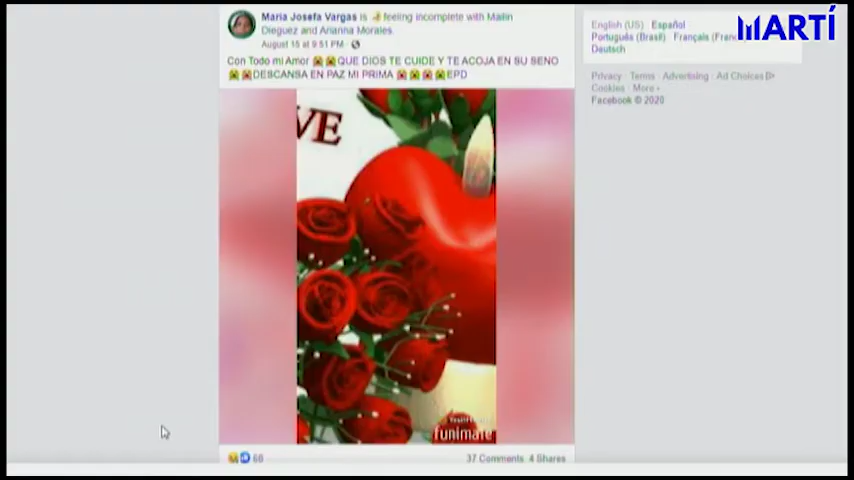 Maria Josefa Vargas is feeling incomplete with Mailin
Dieguez and Arianna Morales.
August 15 at 9:51 PM
Con Todo mi Amor QUE DIOS TE CUIDE Y TE ACOJA EN SU SENO
DESCANSA EN PAZ MI PRIMA EPD
VE
funimate
68
37 Comments 4 Shares
English (US) · Español
Português (Brasil) · Français
Deutsch
Privacy · Terms · Advertising · Ad Choices
Cookies · More
Facebook © 2020
MARTÍ